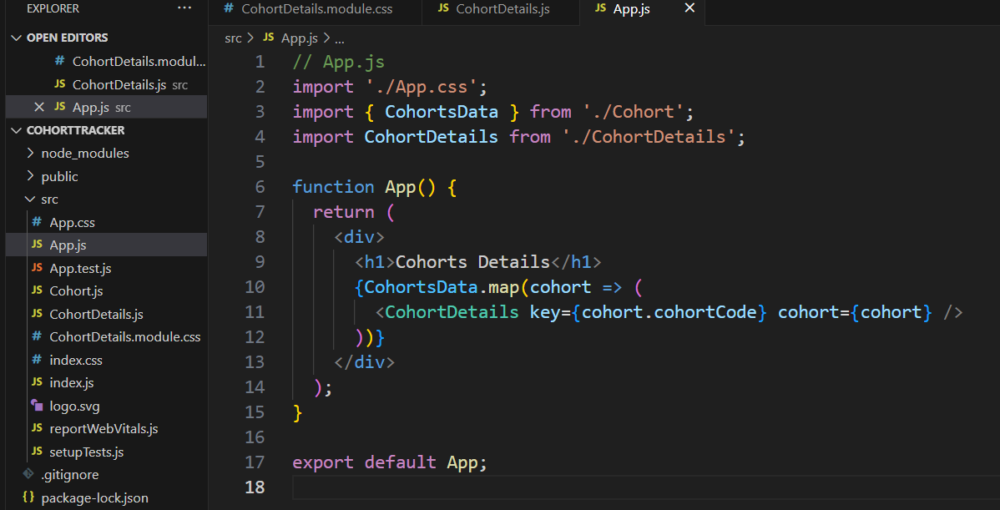 EXPLORER ...
OPEN EDITORS
# CohortDetails.modul...
JS CohortDetails.js src
JS App.js src
COHORTTRACKER
node_modules
public
src
# App.css
JS App.js
JS App.test.js
JS Cohort.js
JS CohortDetails.js
# CohortDetails.module.css
# index.css
JS index.js
logo.svg
JS reportWebVitals.js
JS setupTests.js
.gitignore
{} package-lock.json
# CohortDetails.module.css
JS CohortDetails.js
JS App.js
src > JS App.js > ...
1 // App.js
2 import './App.css';
3 import { CohortsData } from './Cohort';
4 import CohortDetails from './CohortDetails';
5
6 function App() {
7   return (
8     <div>
9       <h1>Cohorts Details</h1>
10       {CohortsData.map(cohort => (
11         <CohortDetails key={cohort.cohortCode} cohort={cohort} />
12       ))}
13     </div>
14   );
15 }
16
17 export default App;
18